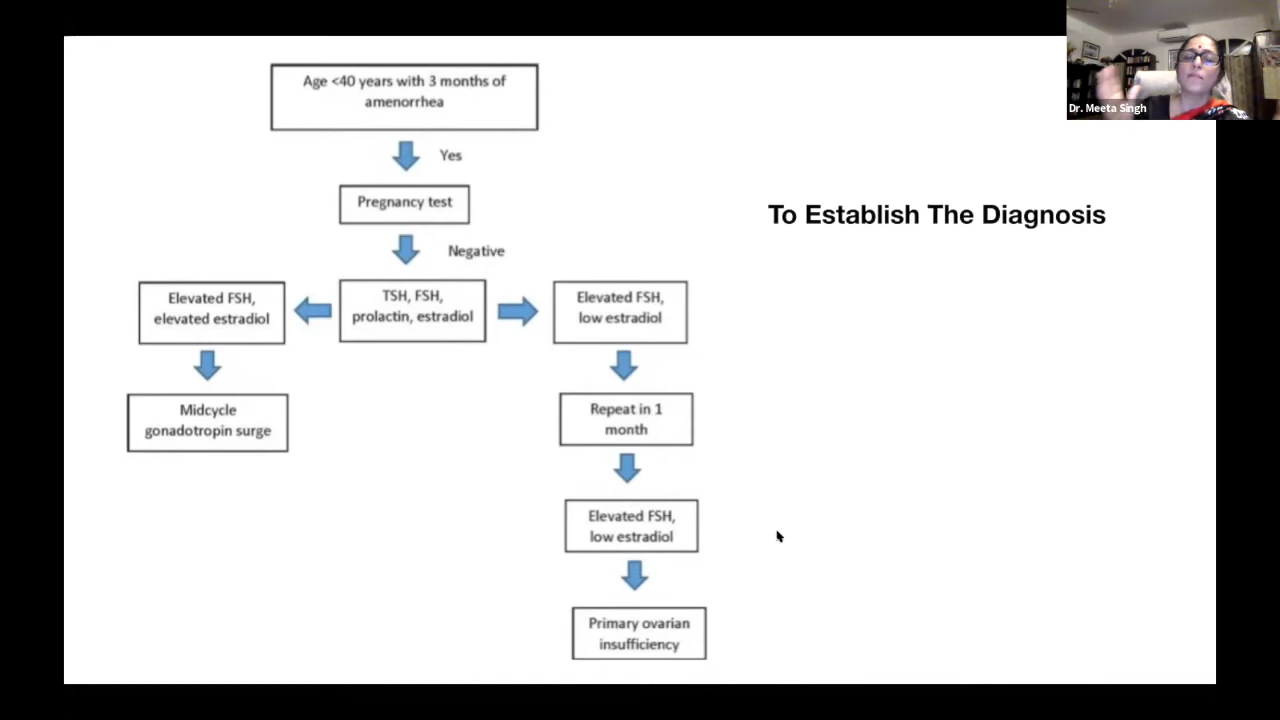 Dr. Meeta Singh
Age <40 years with 3 months of
amenorrhea
Yes
Pregnancy test
To Establish The Diagnosis
Negative
Elevated FSH,
elevated estradiol
TSH, FSH,
prolactin, estradiol
Elevated FSH,
low estradiol
Midcycle
gonadotropin surge
Repeat in 1
month
Elevated FSH,
low estradiol
Primary ovarian
insufficiency